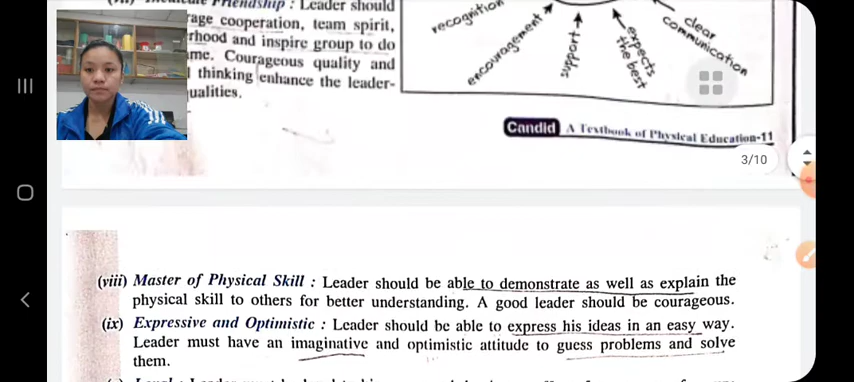 Friendship : Leader should
rage cooperation, team spirit,
rhood and inspire group to do
me. Courageous quality and
thinking enhance the leader-
ualities.
recognition
encouragement
support
expects
the best
clear
communication
Candid A Textbook of Physical Education-11
3/10
(viii) Master of Physical Skill : Leader should be able to demonstrate as well as explain the
physical skill to others for better understanding. A good leader should be courageous.
(ix) Expressive and Optimistic : Leader should be able to express his ideas in an easy way.
Leader must have an imaginative and optimistic attitude to guess problems and solve
them.